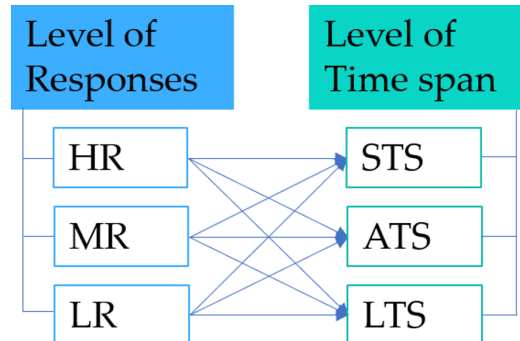 Level of
Responses
Level of
Time span
HR
STS
MR
ATS
LR
LTS